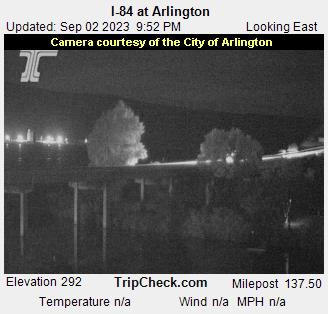 I-84 at Arlington
Updated: Sep 02 2023 9:52 PM Looking East
Camera courtesy of the City of Arlington
Elevation 292 TripCheck.com Milepost 137.50
Temperature n/a Wind n/a MPH n/a